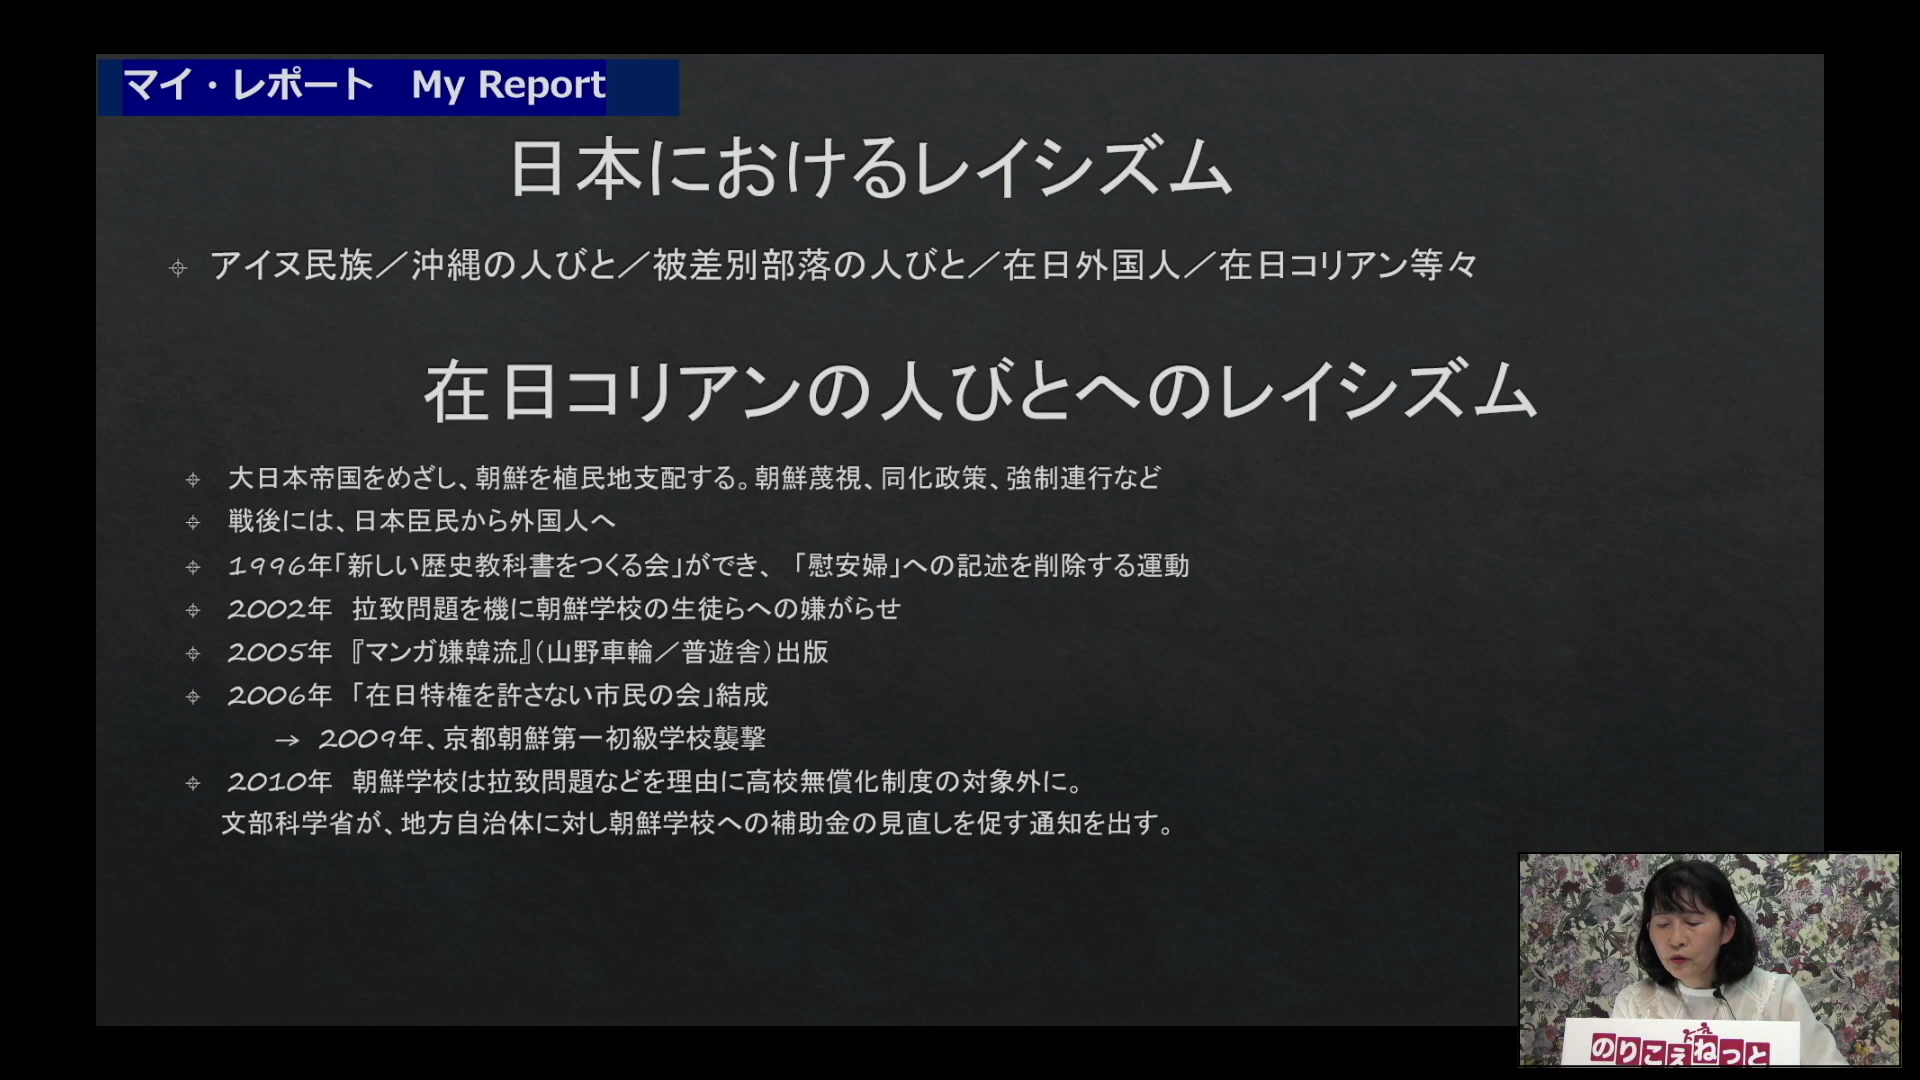 マイ・レポート　My Report
日本におけるレイシズム
アイヌ民族／沖縄の人びと／被差別部落の人びと／在日外国人／在日コリアン等々
在日コリアンの人びとへのレイシズム
大日本帝国をめざし、朝鮮を植民地支配する。朝鮮蔑視、同化政策、強制連行など
戦後には、日本臣民から外国人へ
1996年「新しい歴史教科書をつくる会」ができ、「慰安婦」への記述を削除する運動
2002年　拉致問題を機に朝鮮学校の生徒らへの嫌がらせ
2005年　『マンガ嫌韓流』（山野車輪／普遊舎）出版
2006年　「在日特権を許さない市民の会」結成
→ 2009年、京都朝鮮第一初級学校襲撃
2010年　朝鮮学校は拉致問題などを理由に高校無償化制度の対象外に。
文部科学省が、地方自治体に対し朝鮮学校への補助金の見直しを促す通知を出す。
のりこえねっと